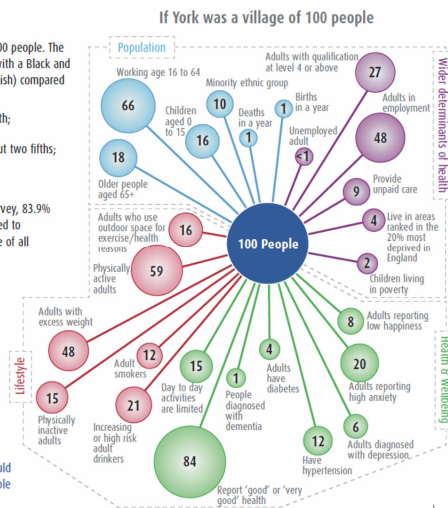 If York was a village of 100 people
00 people. The
with a Black and
ish) compared
th;
ut two fifths;
rvey, 83.9%
ed to
e of all
uld
ple
Population
Working age 16 to 64
66
Children
aged 0
to 15
16
Minority ethnic group
10
Deaths
in a year
1
Births
in a year
1
18
Older people
aged 65+
Wider determinants of Health
Adults with qualification
at level 4 or above
27
Adults in
employment
48
Unemployed
adult
<1
9
Provide
unpaid care
4
Live in areas
ranked in the
20% most
deprived in
England
2
Children living
in poverty
100 People
Lifestyle
Adults who use
outdoor space for
exercise/health
reasons
16
Physically
active
adults
59
Adults with
excess weight
48
15
Physically
inactive
adults
Adult
smokers
12
21
Increasing
or high risk
adult
drinkers
Health & Wellbeing
15
Day to day
activities
are limited
84
Report 'good' or 'very
good' health
1
People
diagnosed
with
dementia
4
Adults
have
diabetes
12
Have
hypertension
6
Adults diagnosed
with depression
20
Adults reporting
high anxiety
8
Adults reporting
low happiness